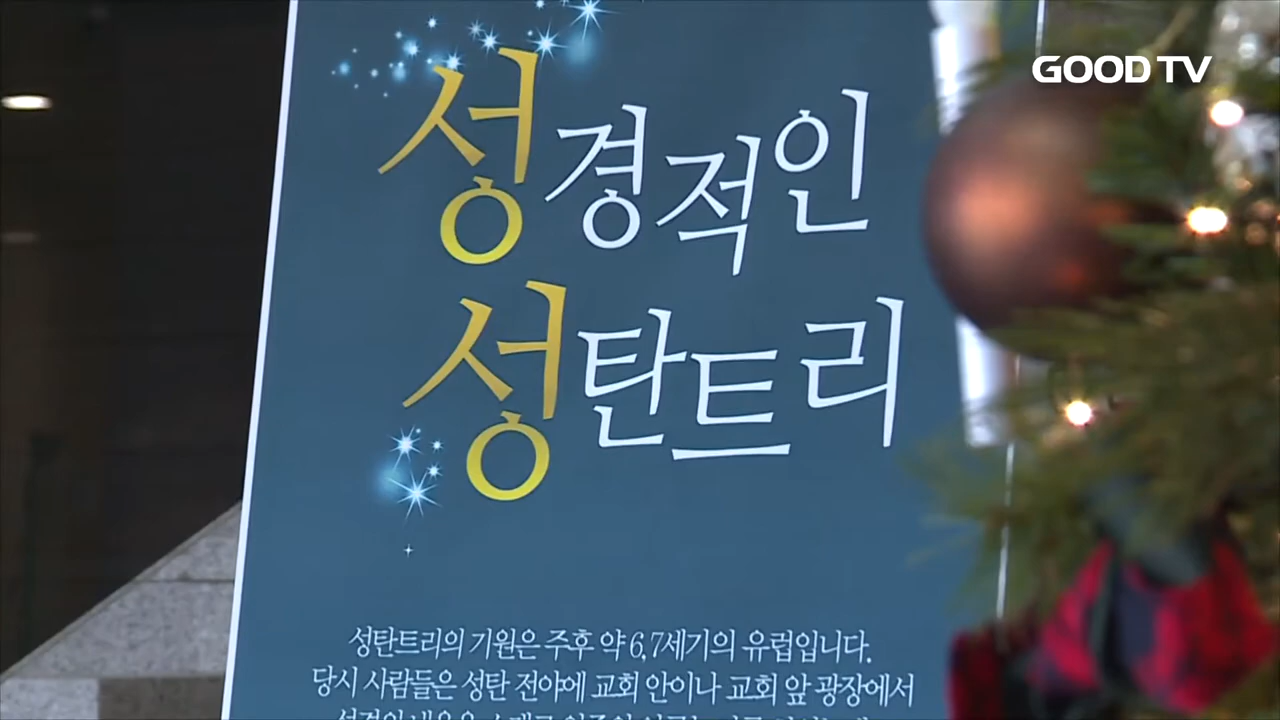 GOOD TV
성경적인
성탄트리
성탄트리의 기원은 주후 약 6,7세기의 유럽입니다.
당시 사람들은 성탄 전야에 교회 안이나 교회 앞 광장에서